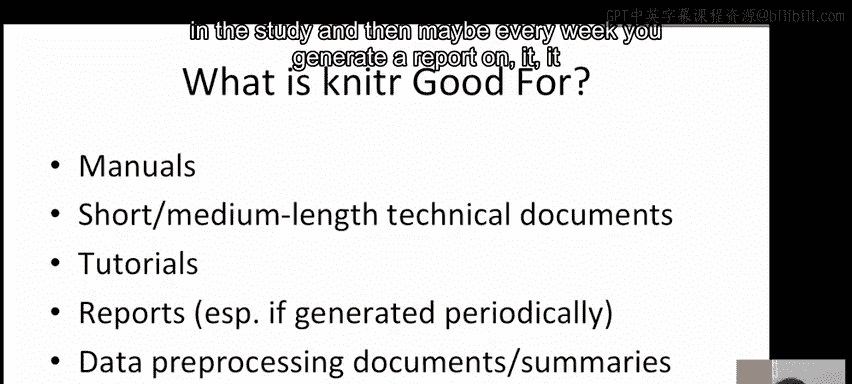 GPT中英字幕课程资源@bilibili.com
in the study and then maybe every week you
generate a report on, it, it
What is knitr Good For?
• Manuals
• Short/medium-length technical documents
• Tutorials
• Reports (esp. if generated periodically)
• Data preprocessing documents/summaries